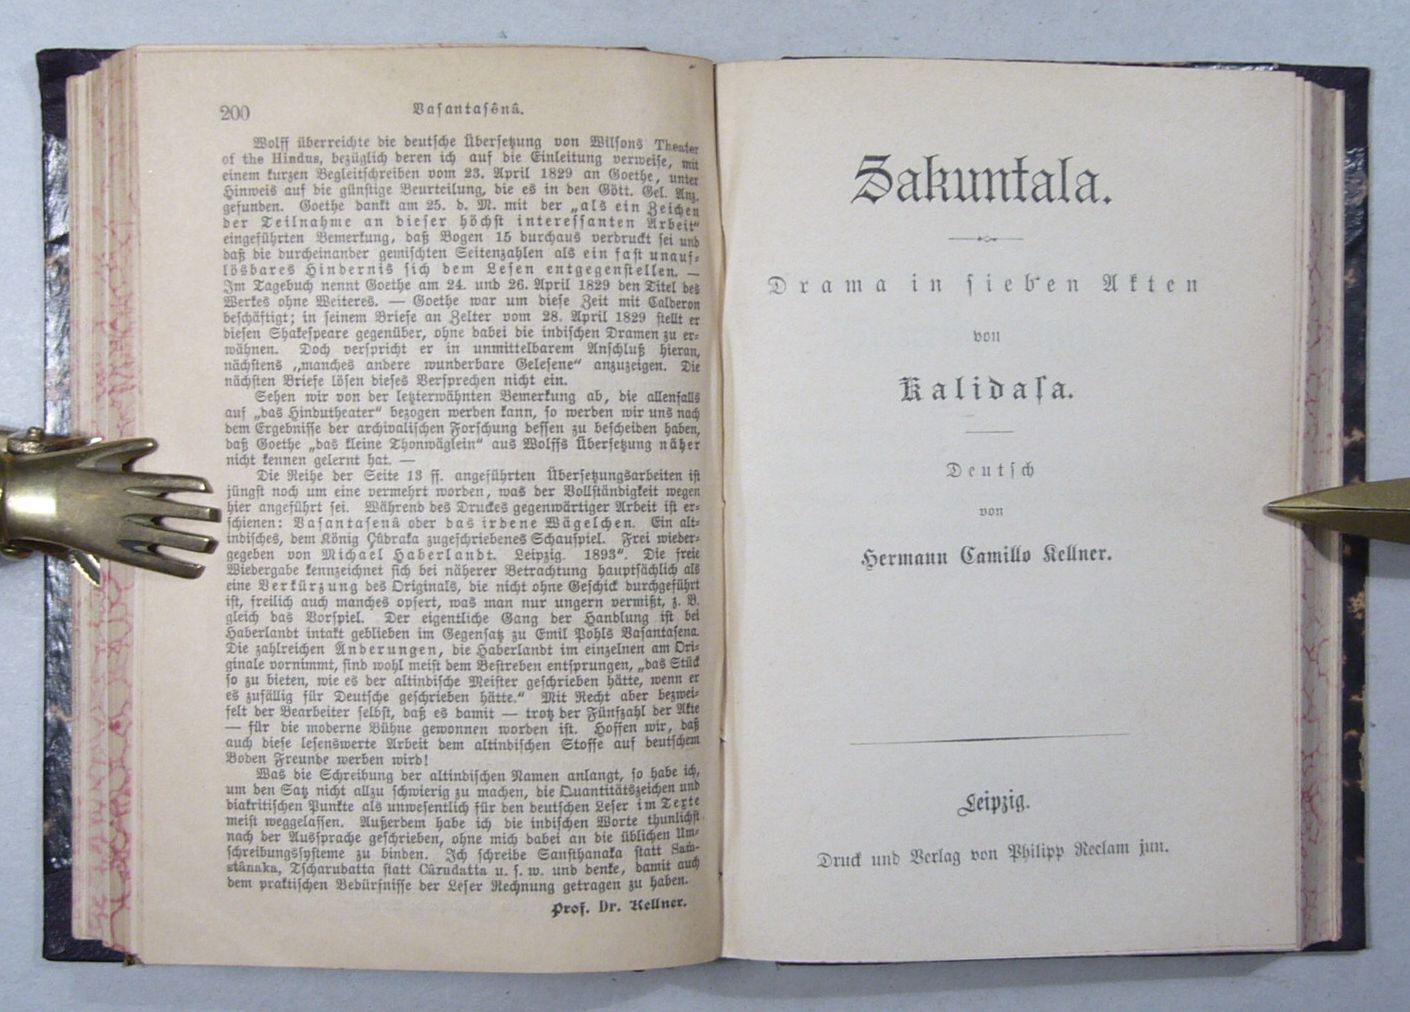 200
Vasantasênâ.
Wolff überreichte die deutsche Übersetzung von Wilsons Theater
of the Hindus, bezüglich deren ich auf die Einleitung verweise, mit
einem kurzen Begleitschreiben vom 23. April 1829 an Goethe, unter
Hinweis auf die günstige Beurteilung, die es in den Gött. Gel. Anz.
gefunden. Goethe dankt am 25. d. M. mit der „als ein Zeichen
der Teilnahme an dieser höchst interessanten Arbeit“
eingeführten Bemerkung, daß Bogen 15 durchaus verdruckt sei und
daß die durcheinander gemischten Seitenzahlen als ein fast unauf-
lösbares Hindernis sich dem Lesen entgegenstellen. —
Im Tagebuch nennt Goethe am 24. und 26. April 1829 den Titel des
Werkes ohne Weiteres. — Goethe war um diese Zeit mit Calderon
beschäftigt; in seinem Briefe an Zelter vom 28. April 1829 stellt er
diesen Shakespeare gegenüber, ohne dabei die indischen Dramen zu er-
wähnen. Doch verspricht er in unmittelbarem Anschluß hieran,
nächstens „manches andere wunderbare Gelesene“ anzuzeigen. Die
nächsten Briefe lösen dieses Versprechen nicht ein.
Sehen wir von der letzterwähnten Bemerkung ab, die allenfalls
auf „das Hindutheater“ bezogen werden kann, so werden wir uns nach
dem Ergebnisse der archivalischen Forschung dessen zu bescheiden haben,
daß Goethe „das kleine Thonwäglein“ aus Wolffs Übersetzung näher
nicht kennen gelernt hat. —
Die Reihe der Seite 13 ff. angeführten Übersetzungsarbeiten ist
jüngst noch um eine vermehrt worden, was der Vollständigkeit wegen
hier angeführt sei. Während des Druckes gegenwärtiger Arbeit ist er-
schienen: Vasantasenâ oder das irdene Wägelchen. Ein alt-
indisches, dem König Çûdraka zugeschriebenes Schauspiel. Frei wieder-
gegeben von Michael Haberlandt. Leipzig. 1893“. Die freie
Wiedergabe kennzeichnet sich bei näherer Betrachtung hauptsächlich als
eine Verkürzung des Originals, die nicht ohne Geschick durchgeführt
ist, freilich auch manches opfert, was man nur ungern vermißt, z. B.
gleich das Vorspiel. Der eigentliche Gang der Handlung ist bei
Haberlandt intakt geblieben im Gegensatz zu Emil Pohls Vasantasena.
Die zahlreichen Änderungen, die Haberlandt im einzelnen am Ori-
ginale vornimmt, sind wohl meist dem Bestreben entsprungen, „das Stück
so zu bieten, wie es der altindische Meister geschrieben hätte, wenn er
es zufällig für Deutsche geschrieben hätte.“ Mit Recht aber bezwei-
felt der Bearbeiter selbst, daß es damit — trotz der Fünfzahl der Akte
— für die moderne Bühne gewonnen worden ist. Hoffen wir, daß
auch diese lesenswerte Arbeit dem altindischen Stoffe auf deutschem
Boden Freunde werben wird!
Was die Schreibung der altindischen Namen anlangt, so habe ich,
um den Satz nicht allzu schwierig zu machen, die Quantitätszeichen und
diakritischen Punkte als unwesentlich für den deutschen Leser im Texte
meist weggelassen. Außerdem habe ich die indischen Worte thunlichst
nach der Aussprache geschrieben, ohne mich dabei an die üblichen Um-
schreibungssysteme zu binden. Ich schreibe Sansthanaka statt Sam-
stânaka, Tscharudatta statt Cârudatta u. s. w. und denke, damit auch
dem praktischen Bedürfnisse der Leser Rechnung getragen zu haben.
Prof. Dr. Kellner.
Sakuntala.
Drama in sieben Akten
von
Kalidasa.
Deutsch
von
Hermann Camillo Kellner.
Leipzig.
Druck und Verlag von Philipp Reclam jun.